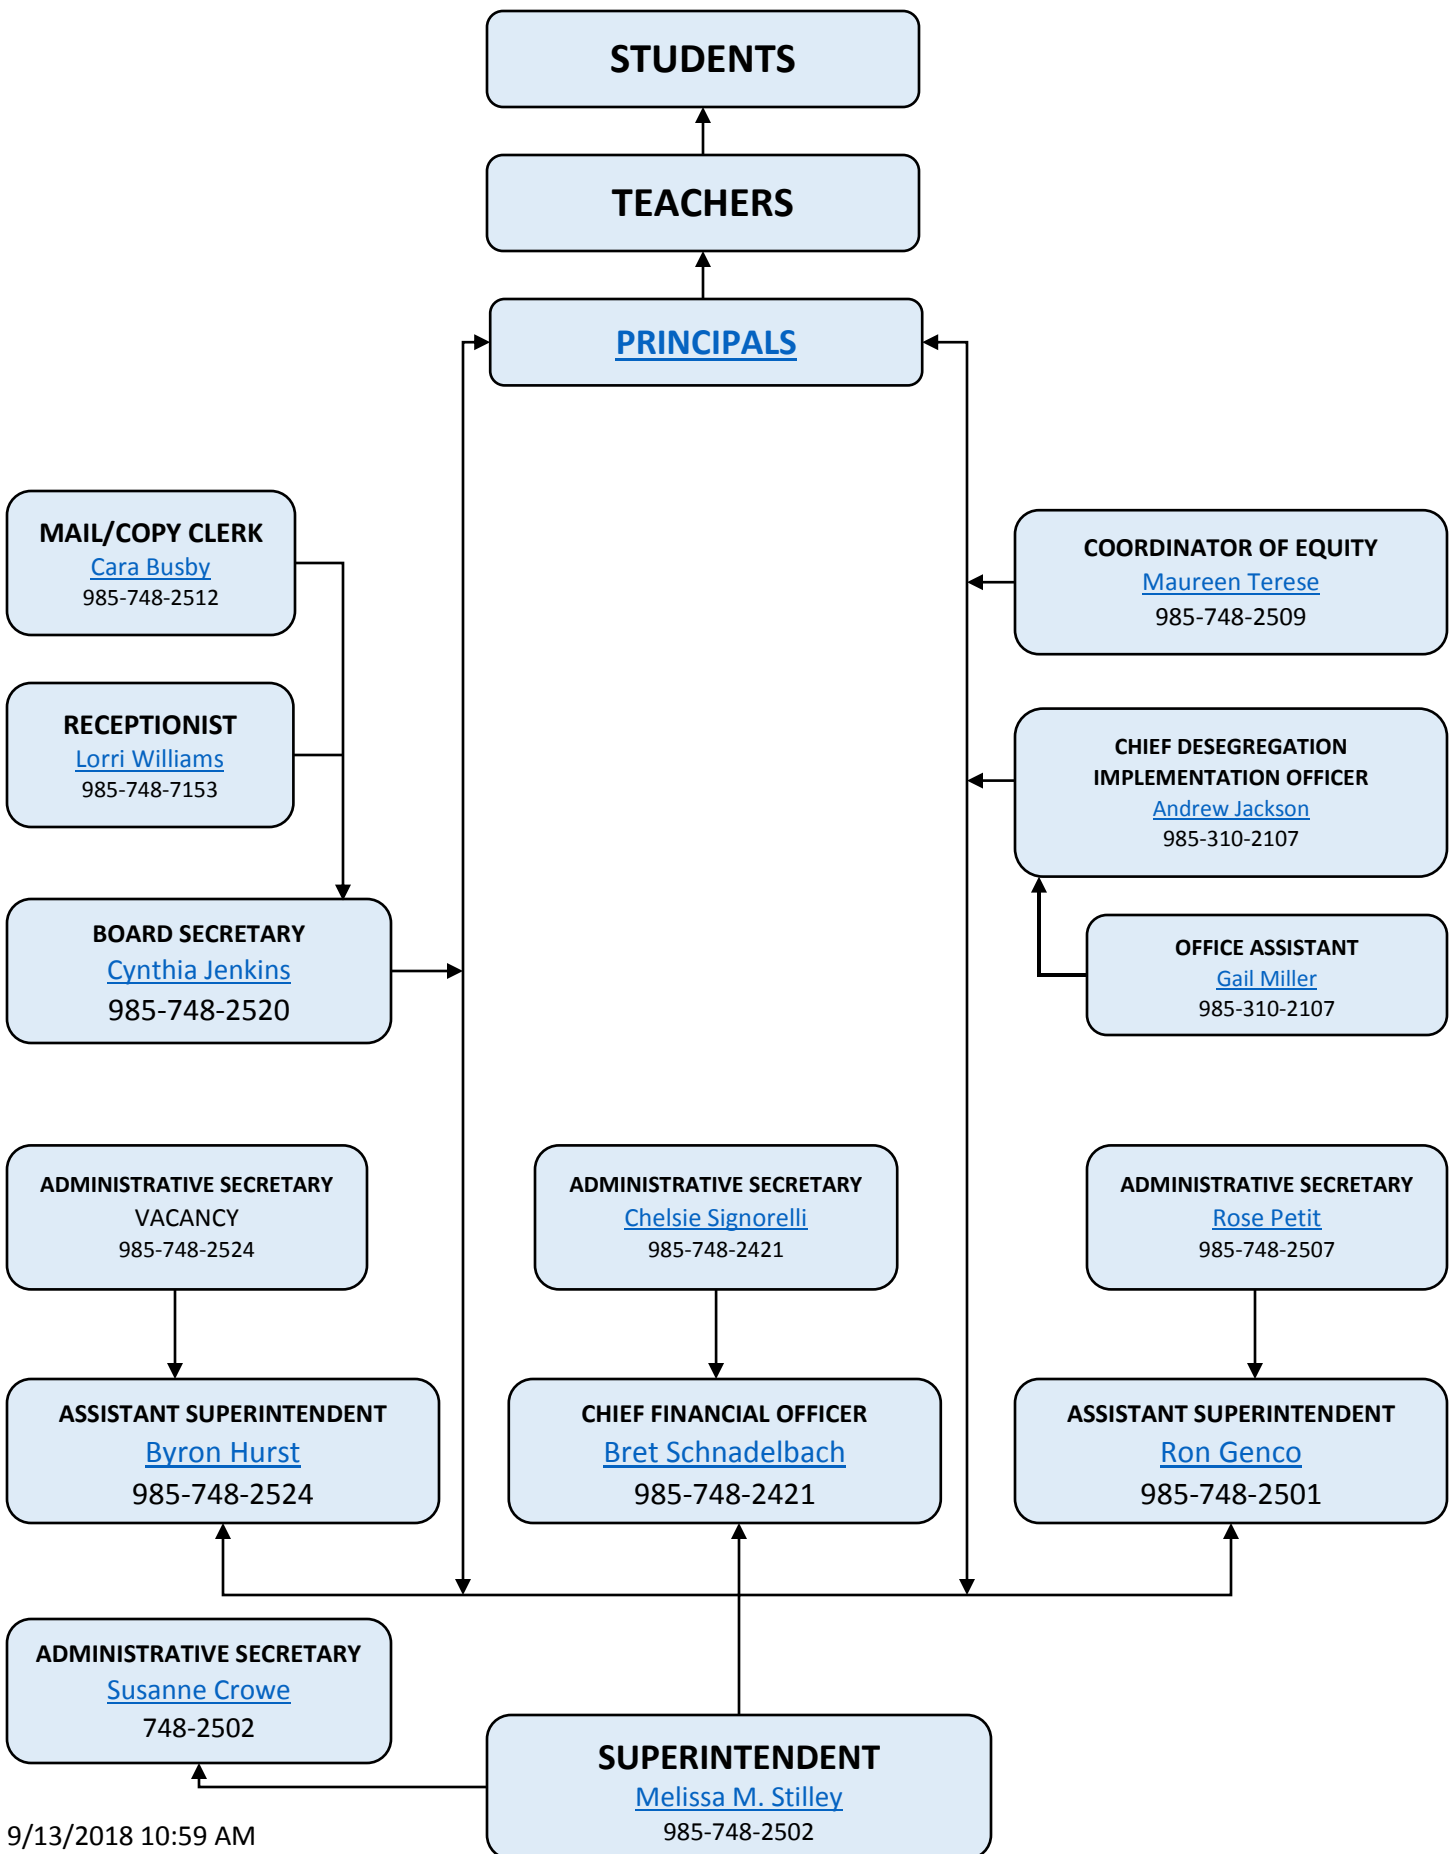 STUDENTS
TEACHERS
PRINCIPALS
MAIL/COPY CLERK
Cara Busby
985-748-2512
COORDINATOR OF EQUITY
Maureen Terese
985-748-2509
RECEPTIONIST
Lorri Williams
985-748-7153
CHIEF DESEGREGATION
IMPLEMENTATION OFFICER
Andrew Jackson
985-310-2107
BOARD SECRETARY
Cynthia Jenkins
985-748-2520
OFFICE ASSISTANT
Gail Miller
985-310-2107
ADMINISTRATIVE SECRETARY
VACANCY
985-748-2524
ADMINISTRATIVE SECRETARY
Chelsie Signorelli
985-748-2421
ADMINISTRATIVE SECRETARY
Rose Petit
985-748-2507
ASSISTANT SUPERINTENDENT
Byron Hurst
985-748-2524
CHIEF FINANCIAL OFFICER
Bret Schnadelbach
985-748-2421
ASSISTANT SUPERINTENDENT
Ron Genco
985-748-2501
ADMINISTRATIVE SECRETARY
Susanne Crowe
748-2502
SUPERINTENDENT
Melissa M. Stilley
985-748-2502
9/13/2018 10:59 AM